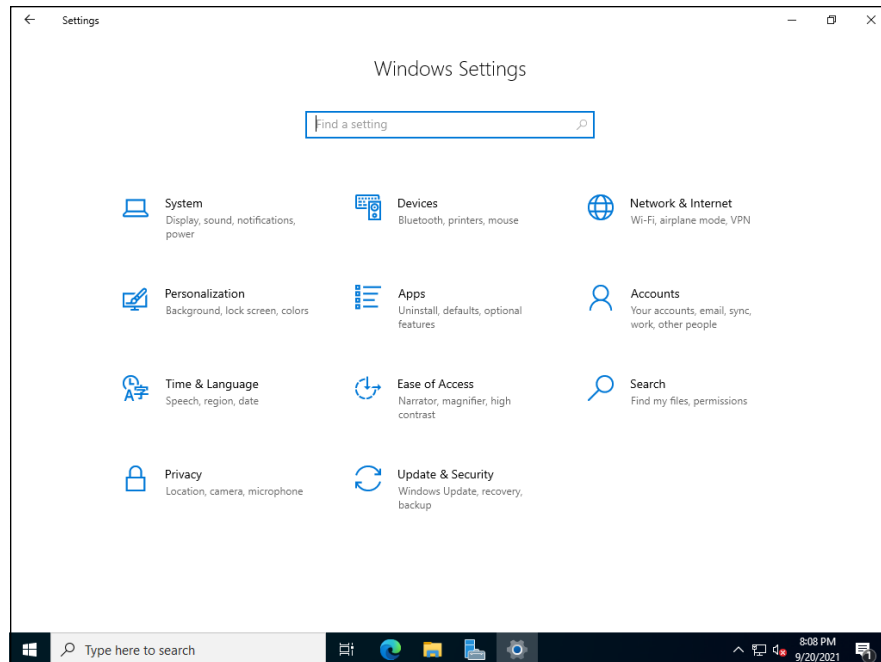 Settings
Windows Settings
Find a setting
System
Display, sound, notifications,
power
Devices
Bluetooth, printers, mouse
Network & Internet
Wi-Fi, airplane mode, VPN
Personalization
Background, lock screen, colors
Apps
Uninstall, defaults, optional
features
Accounts
Your accounts, email, sync,
work, other people
Time & Language
Speech, region, date
Ease of Access
Narrator, magnifier, high
contrast
Search
Find my files, permissions
Privacy
Location, camera, microphone
Update & Security
Windows Update, recovery,
backup
Type here to search
8:08 PM
9/20/2021
1